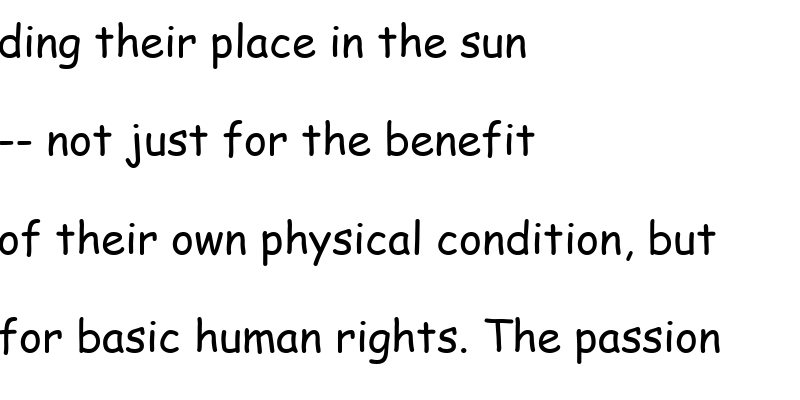 ding their place in the sun
-- not just for the benefit
of their own physical condition, but
for basic human rights. The passion